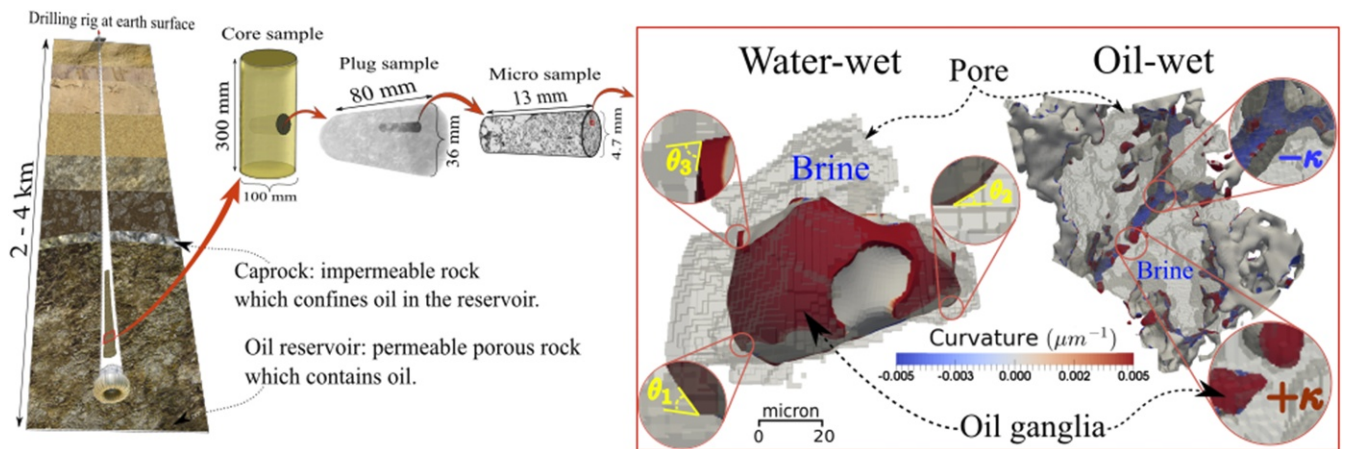 Drilling rig at earth surface
2 - 4 km
Core sample
300 mm
100 mm
Plug sample
80 mm
36 mm
Micro sample
13 mm
4.7 mm
Caprock: impermeable rock
which confines oil in the reservoir.
Oil reservoir: permeable porous rock
which contains oil.
Water-wet
Pore
Oil-wet
θ3
Brine
θ2
−κ
Brine
Curvature (μm⁻¹)
-0.005 -0.003 0.000 0.002 0.005
θ1
micron
0 20
Oil ganglia
+κ